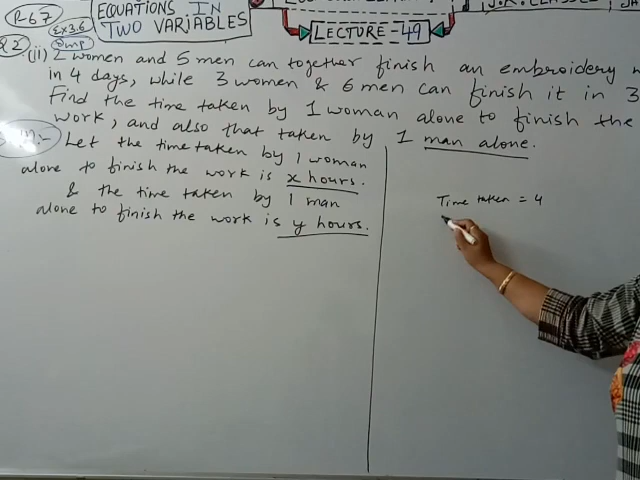 P-67
EQUATIONS IN
TWO VARIABLES
Ex 3.6
LECTURE-49
Imp
(ii) 2 women and 5 men can together finish an embroidery
in 4 days, while 3 women & 6 men can finish it in 3
Find the time taken by 1 woman alone to finish the
work, and also that taken by 1 man alone.
Let the time taken by 1 woman
alone to finish the work is x hours.
& the time taken by 1 man
alone to finish the work is y hours.
Time taken = 4